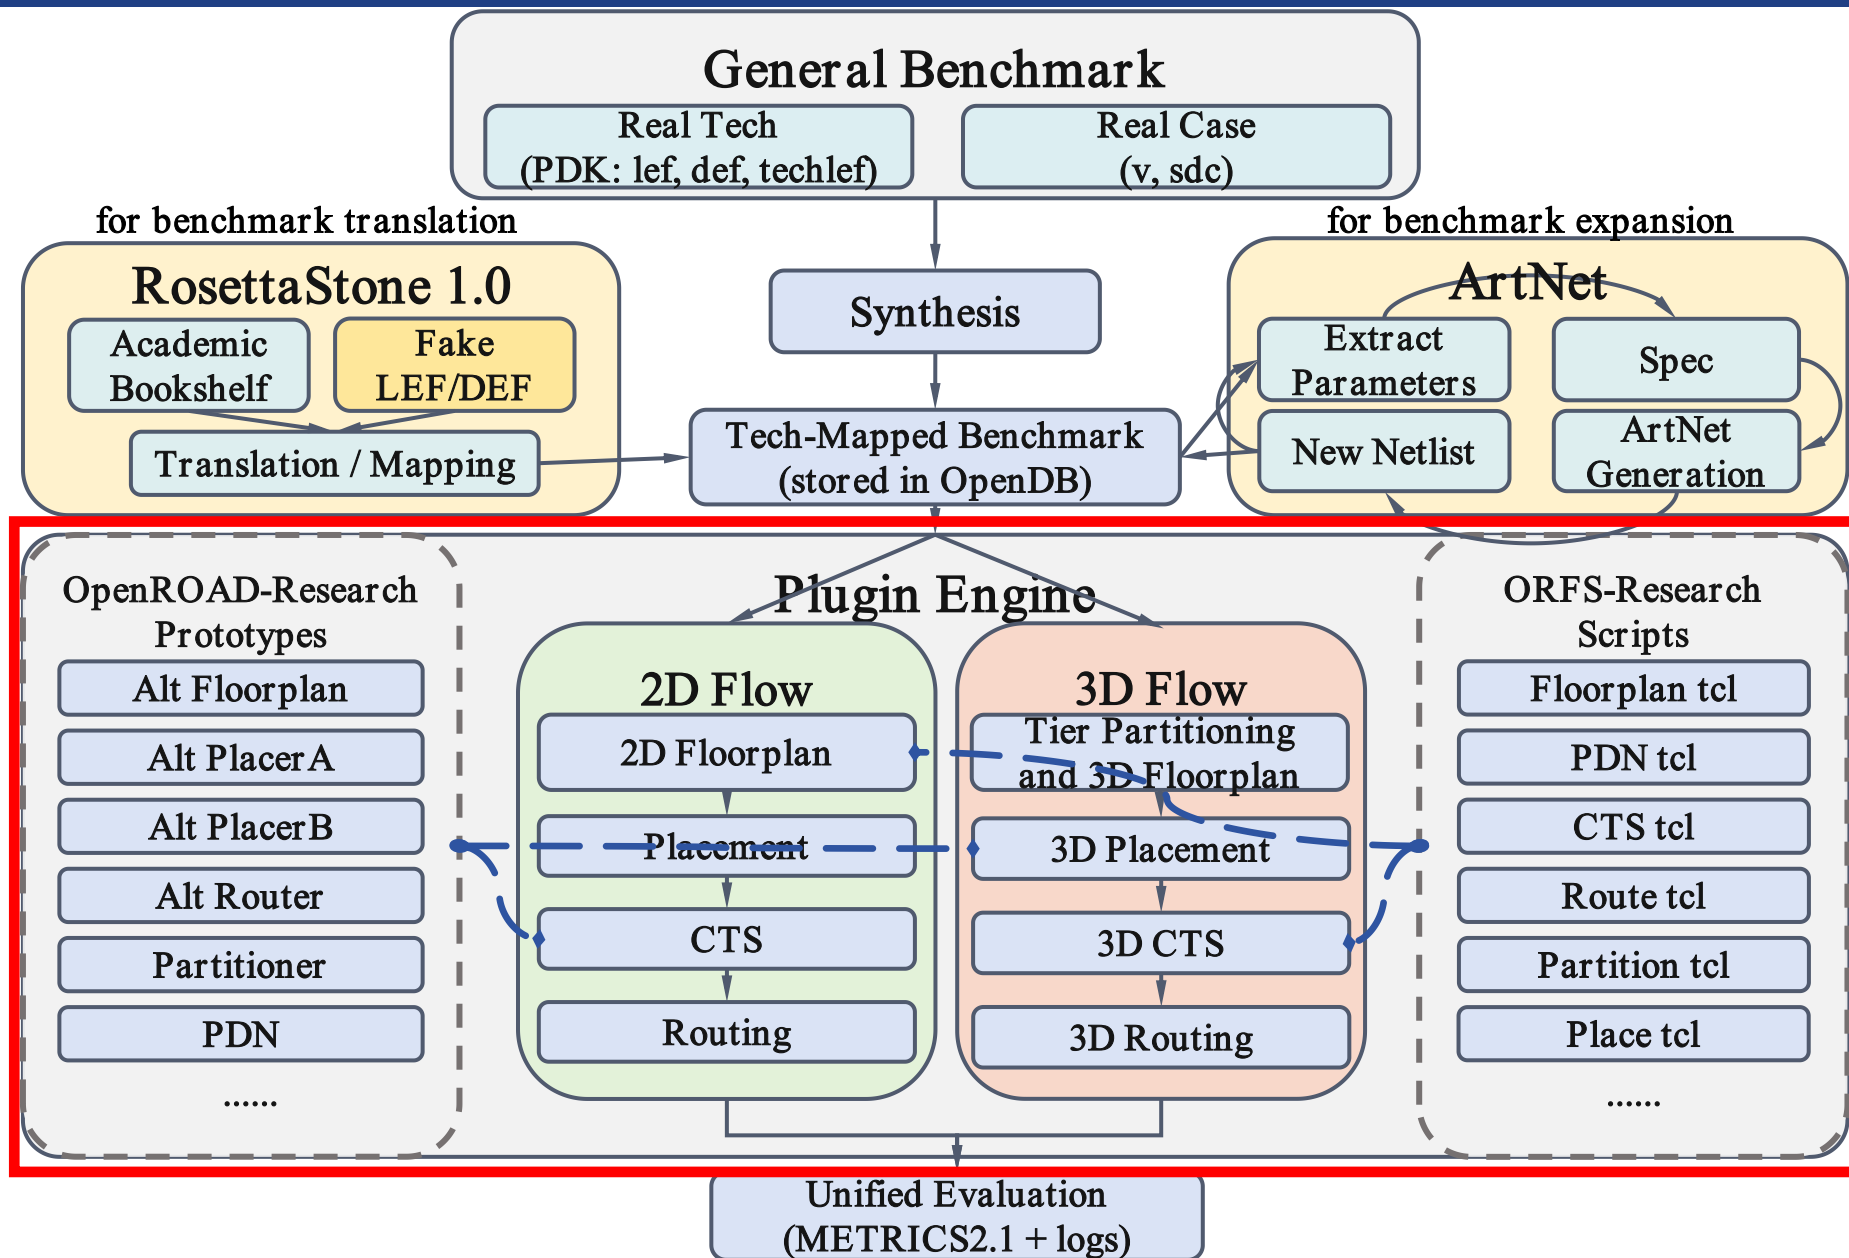 General Benchmark
Real Tech
(PDK: lef, def, techlef)
Real Case
(v, sdc)
for benchmark translation
for benchmark expansion
RosettaStone 1.0
Academic
Bookshelf
Fake
LEF/DEF
Translation / Mapping
Synthesis
Tech-Mapped Benchmark
(stored in OpenDB)
ArtNet
Extract
Parameters
Spec
New Netlist
ArtNet
Generation
OpenROAD-Research
Prototypes
Alt Floorplan
Alt PlacerA
Alt PlacerB
Alt Router
Partitioner
PDN
......
Plugin Engine
2D Flow
2D Floorplan
Placement
CTS
Routing
3D Flow
Tier Partitioning
and 3D Floorplan
3D Placement
3D CTS
3D Routing
ORFS-Research
Scripts
Floorplan tcl
PDN tcl
CTS tcl
Route tcl
Partition tcl
Place tcl
......
Unified Evaluation
(METRICS2.1 + logs)